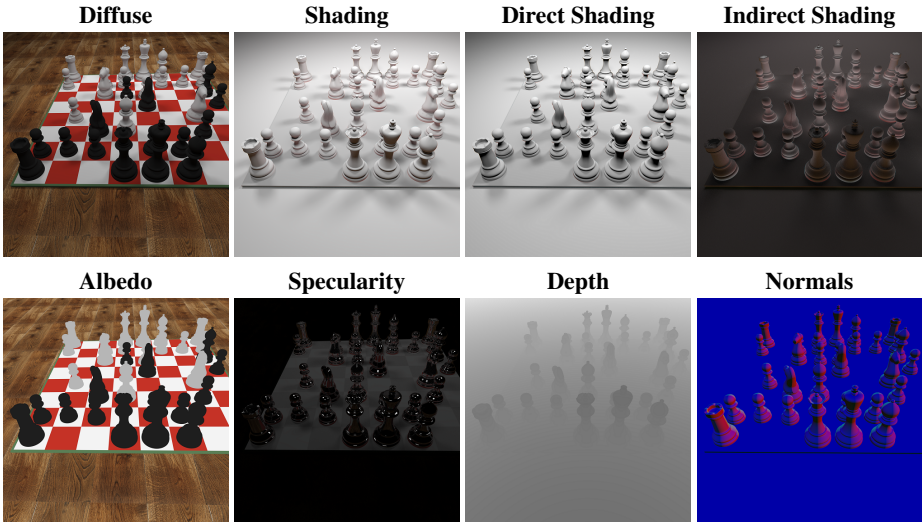 Diffuse
Shading
Direct Shading
Indirect Shading
Albedo
Specularity
Depth
Normals